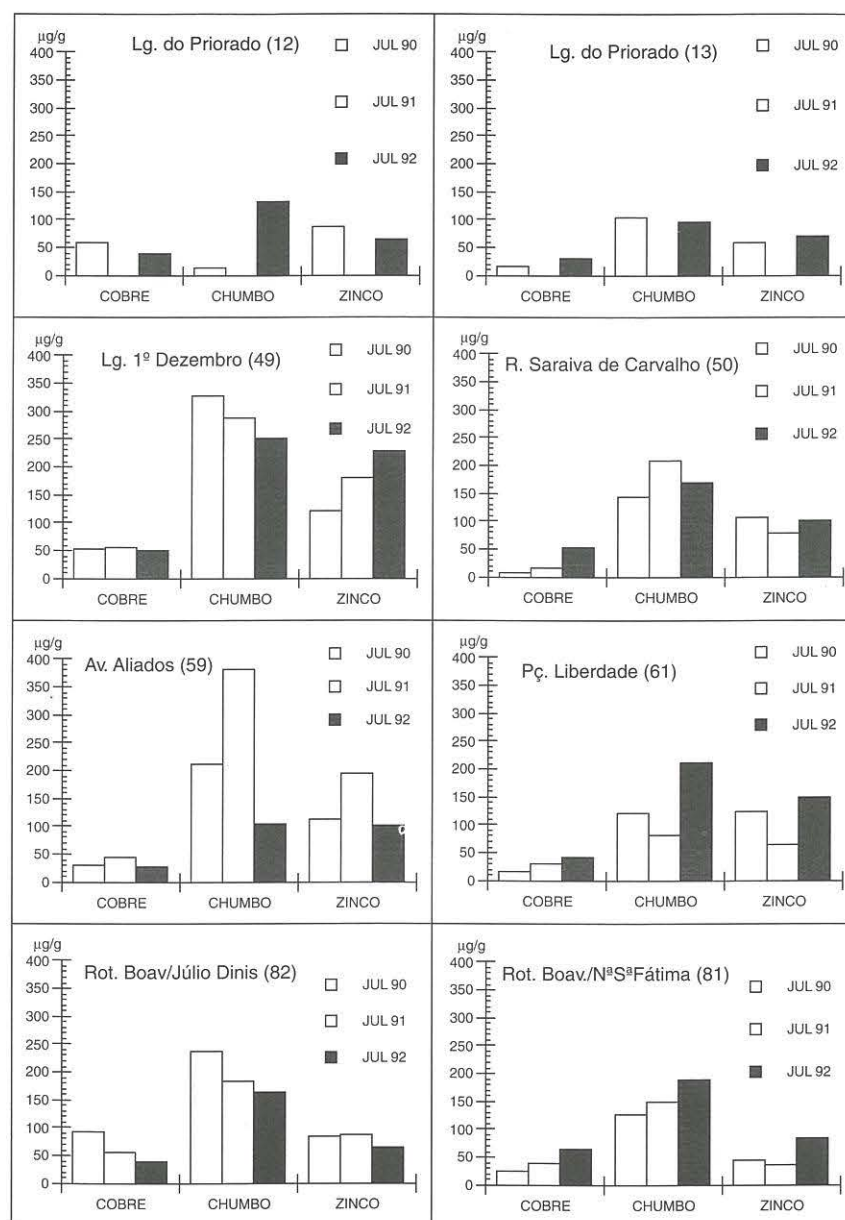 µg/g
Lg. do Priorado (12)
JUL 90
JUL 91
JUL 92
400
350
300
250
200
150
100
50
0
COBRE CHUMBO ZINCO
µg/g
Lg. do Priorado (13)
JUL 90
JUL 91
JUL 92
400
350
300
250
200
150
100
50
0
COBRE CHUMBO ZINCO
µg/g
Lg. 1º Dezembro (49)
JUL 90
JUL 91
JUL 92
400
350
300
250
200
150
100
50
0
COBRE CHUMBO ZINCO
µg/g
R. Saraiva de Carvalho (50)
JUL 90
JUL 91
JUL 92
400
350
300
250
200
150
100
50
0
COBRE CHUMBO ZINCO
µg/g
Av. Aliados (59)
JUL 90
JUL 91
JUL 92
400
350
300
250
200
150
100
50
0
COBRE CHUMBO ZINCO
µg/g
Pç. Liberdade (61)
JUL 90
JUL 91
JUL 92
400
350
300
250
200
150
100
50
0
COBRE CHUMBO ZINCO
µg/g
Rot. Boav/Júlio Dinis (82)
JUL 90
JUL 91
JUL 92
400
350
300
250
200
150
100
50
0
COBRE CHUMBO ZINCO
µg/g
Rot. Boav./NªSªFátima (81)
JUL 90
JUL 91
JUL 92
400
350
300
250
200
150
100
50
0
COBRE CHUMBO ZINCO